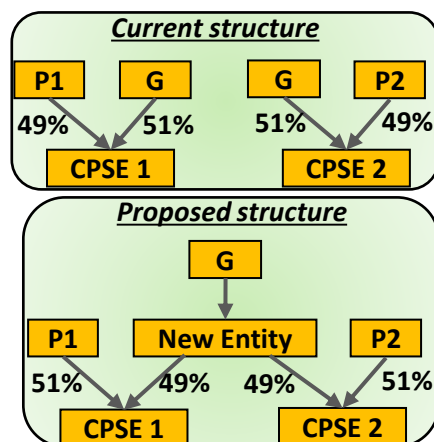 Current structure
P1 G G P2
49% 51% 51% 49%
CPSE 1 CPSE 2
Proposed structure
G
P1 New Entity P2
51% 49% 49% 51%
CPSE 1 CPSE 2